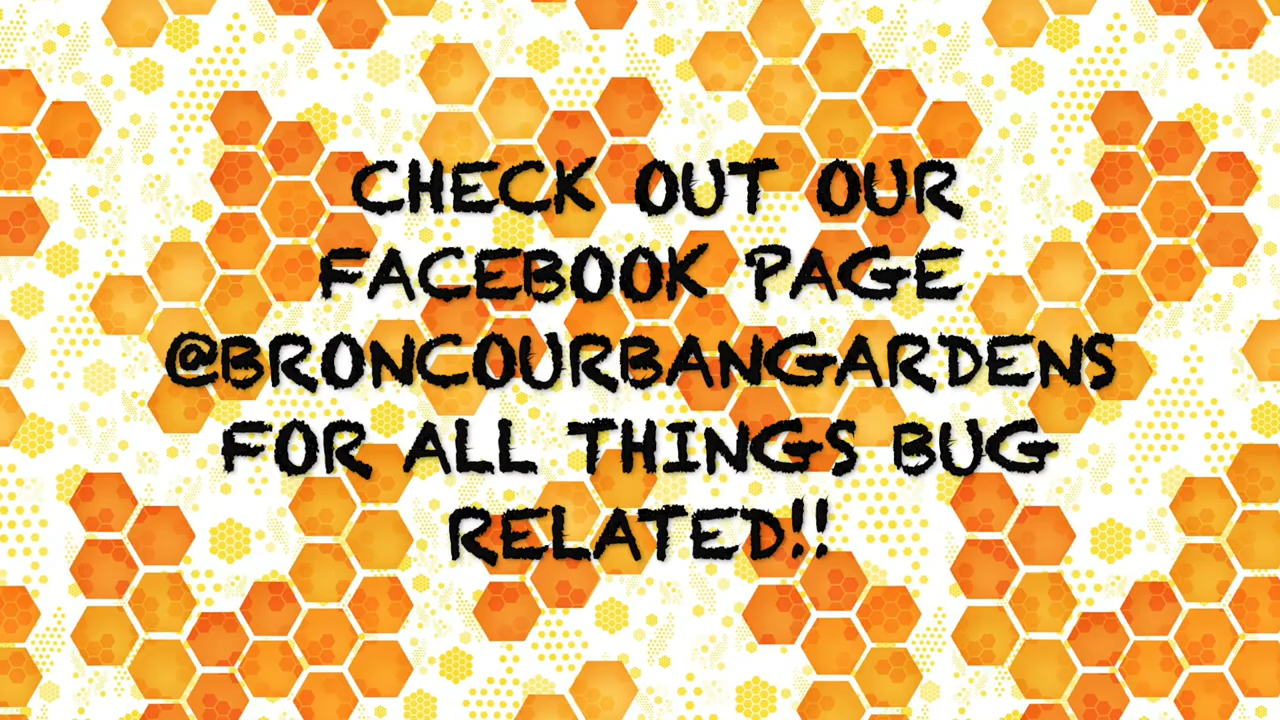 CHECK OUT OUR
FACEBOOK PAGE
@BRONCOURBANGARDENS
FOR ALL THINGS BUG
RELATED!!